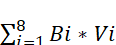 ∑_{i=1}^{8} Bi * Vi